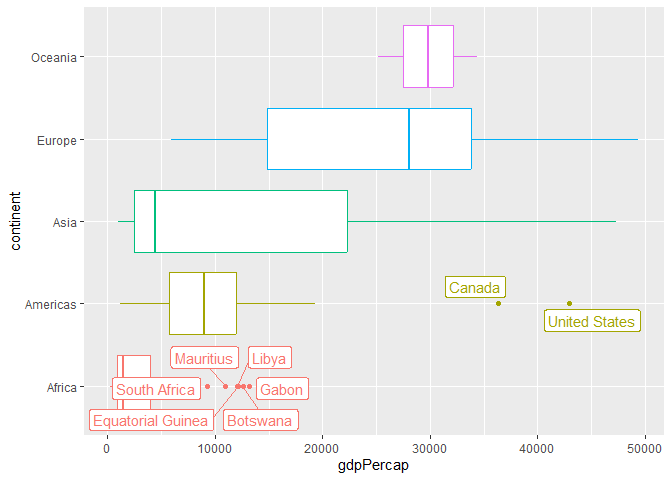 Oceania
Europe
Asia
Americas
Africa
continent
Canada
United States
Mauritius
Libya
South Africa
Gabon
Equatorial Guinea
Botswana
0
10000
20000
30000
40000
50000
gdpPercap